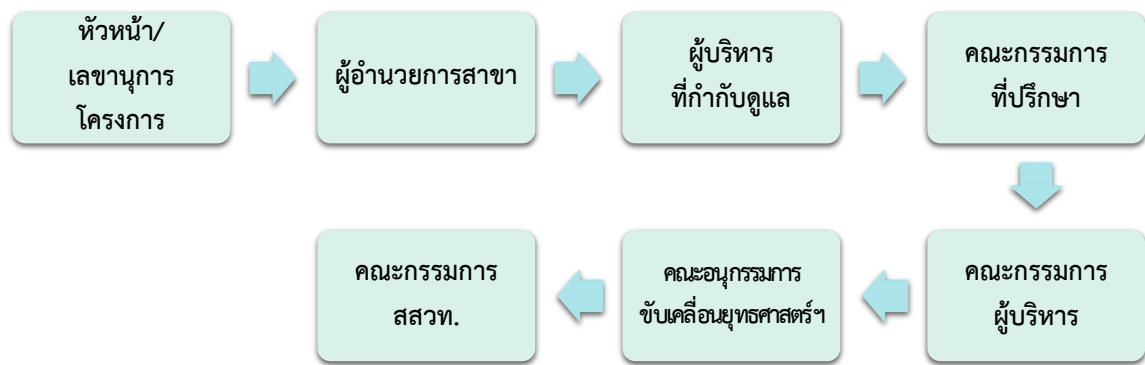 หัวหน้า/
เลขานุการ
โครงการ
ผู้อำนวยการสาขา
ผู้บริหาร
ที่กำกับดูแล
คณะกรรมการ
ที่ปรึกษา
คณะกรรมการ
ผู้บริหาร
คณะอนุกรรมการ
ขับเคลื่อนยุทธศาสตร์ฯ
คณะกรรมการ
สสวท.